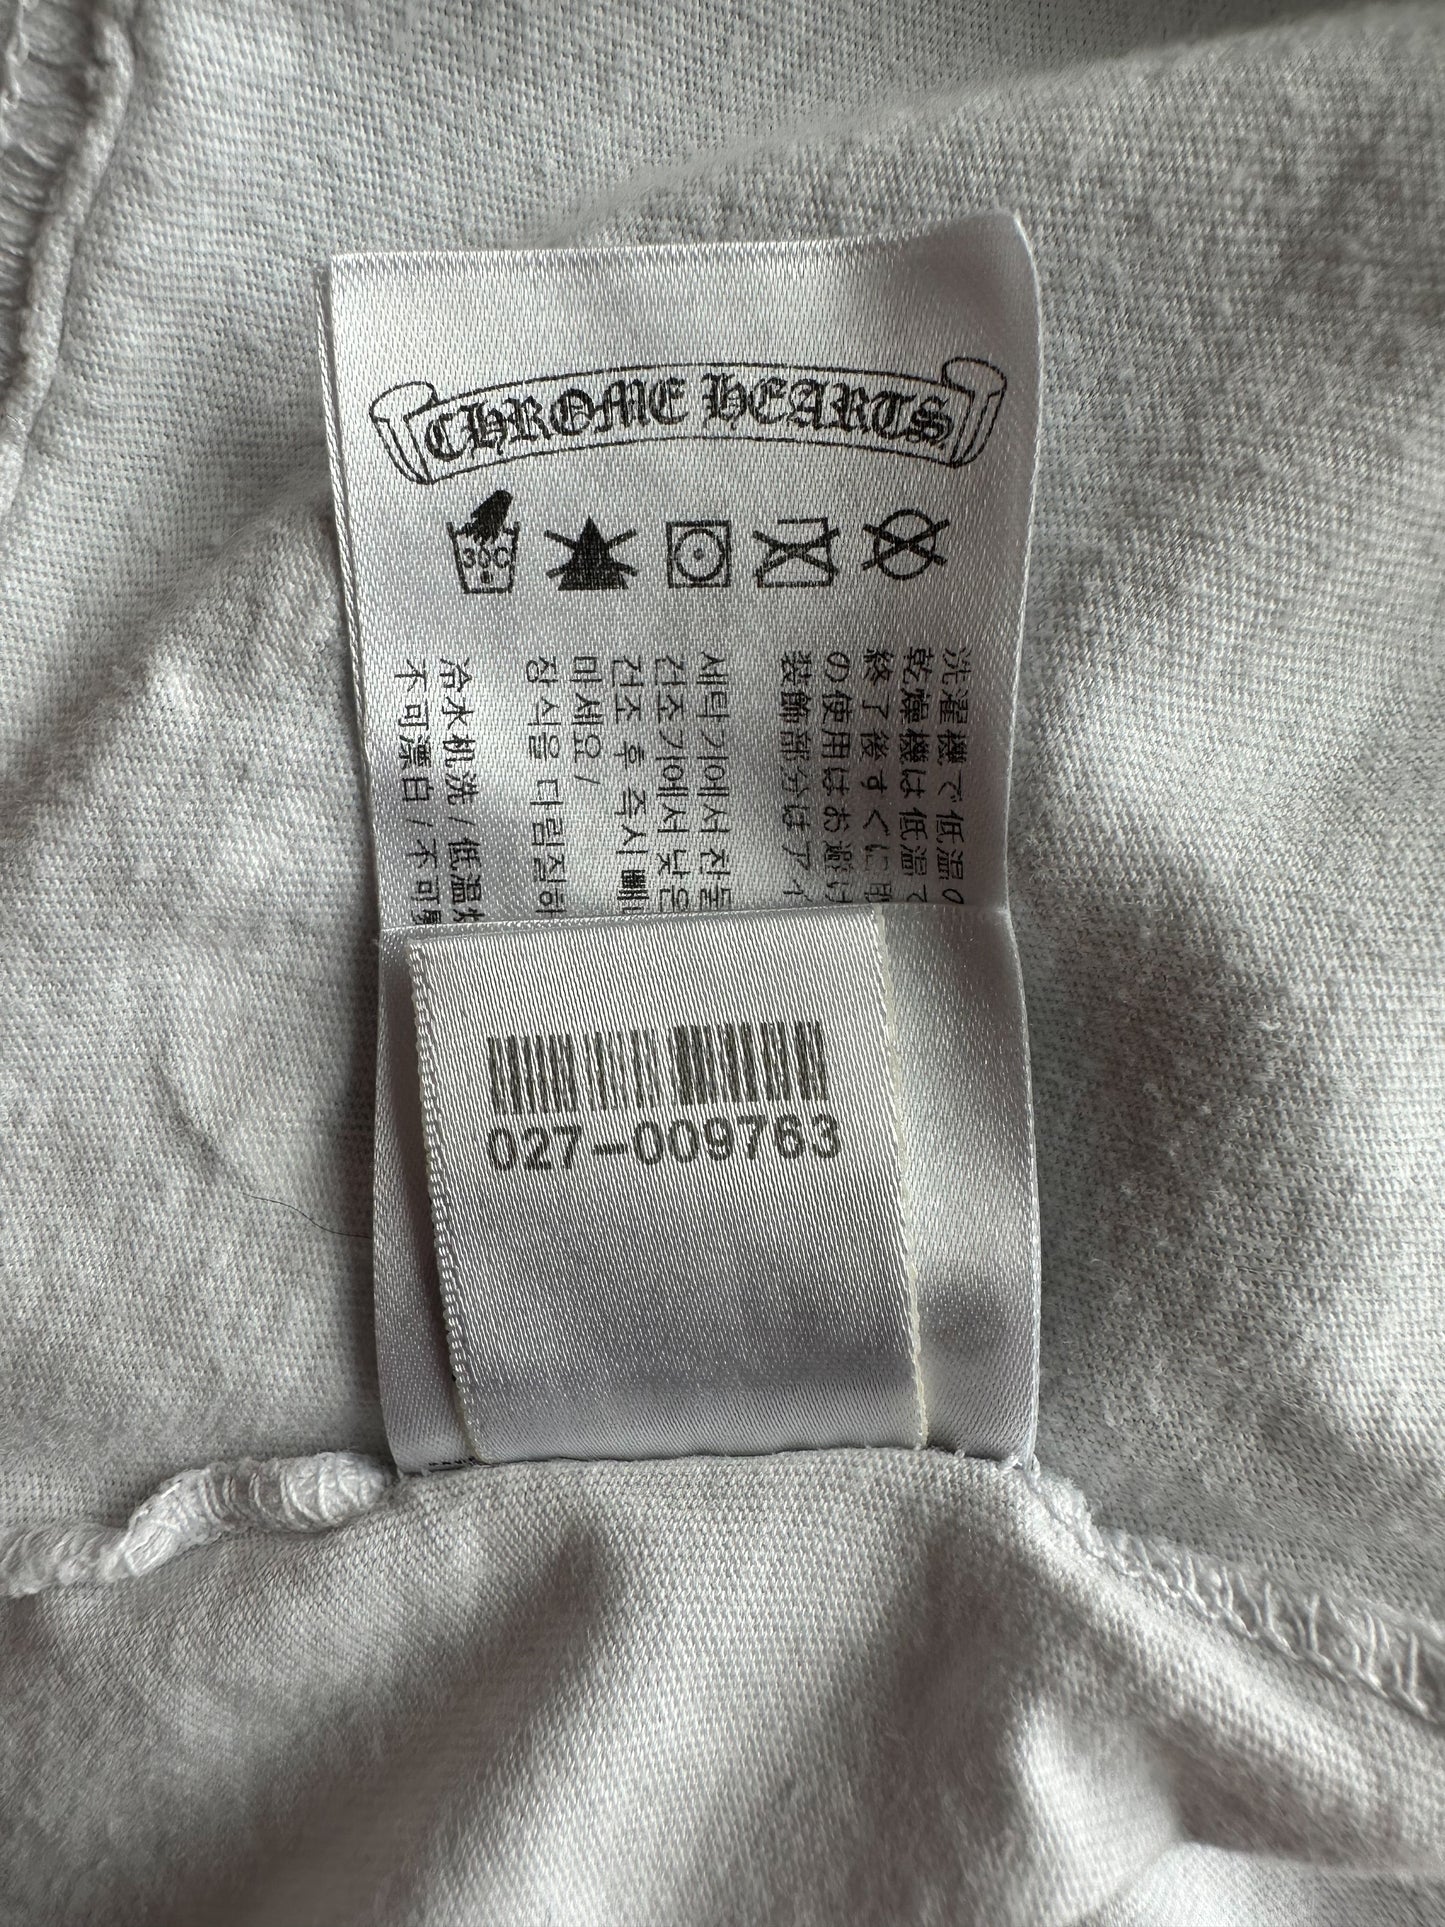 CHROME HEARTS
30C
洗濯機で低温
乾燥機は低温で
終了後すぐに
の使用はお避け
装飾部分はアイ
세탁기에서 찬물
건조기에서 낮은
건조 후 즉시 빼
마세요 /
장식을 다림질하
冷水机洗 / 低温
不可漂白 / 不可
027-009763